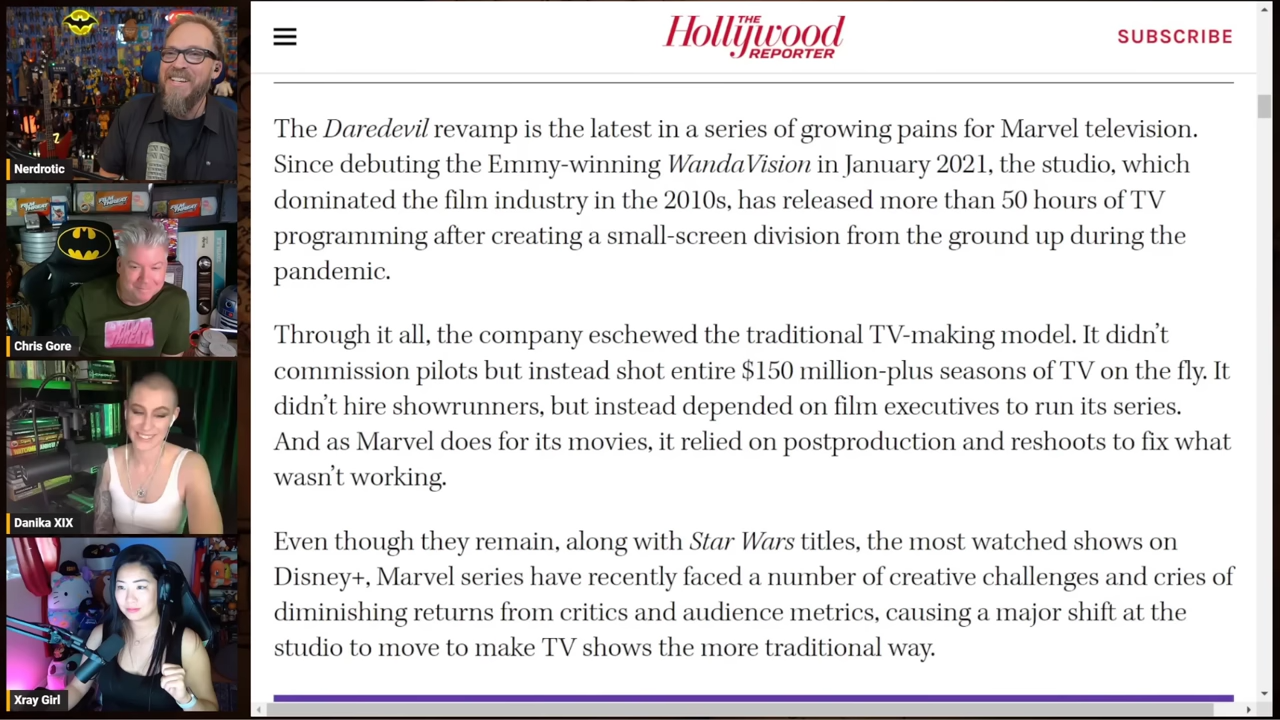 THE
Hollywood
REPORTER
SUBSCRIBE
The Daredevil revamp is the latest in a series of growing pains for Marvel television.
Since debuting the Emmy-winning WandaVision in January 2021, the studio, which
dominated the film industry in the 2010s, has released more than 50 hours of TV
programming after creating a small-screen division from the ground up during the
pandemic.
Through it all, the company eschewed the traditional TV-making model. It didn’t
commission pilots but instead shot entire $150 million-plus seasons of TV on the fly. It
didn’t hire showrunners, but instead depended on film executives to run its series.
And as Marvel does for its movies, it relied on postproduction and reshoots to fix what
wasn’t working.
Even though they remain, along with Star Wars titles, the most watched shows on
Disney+, Marvel series have recently faced a number of creative challenges and cries of
diminishing returns from critics and audience metrics, causing a major shift at the
studio to move to make TV shows the more traditional way.
Nerdrotic
Chris Gore
Danika XIX
Xray Girl